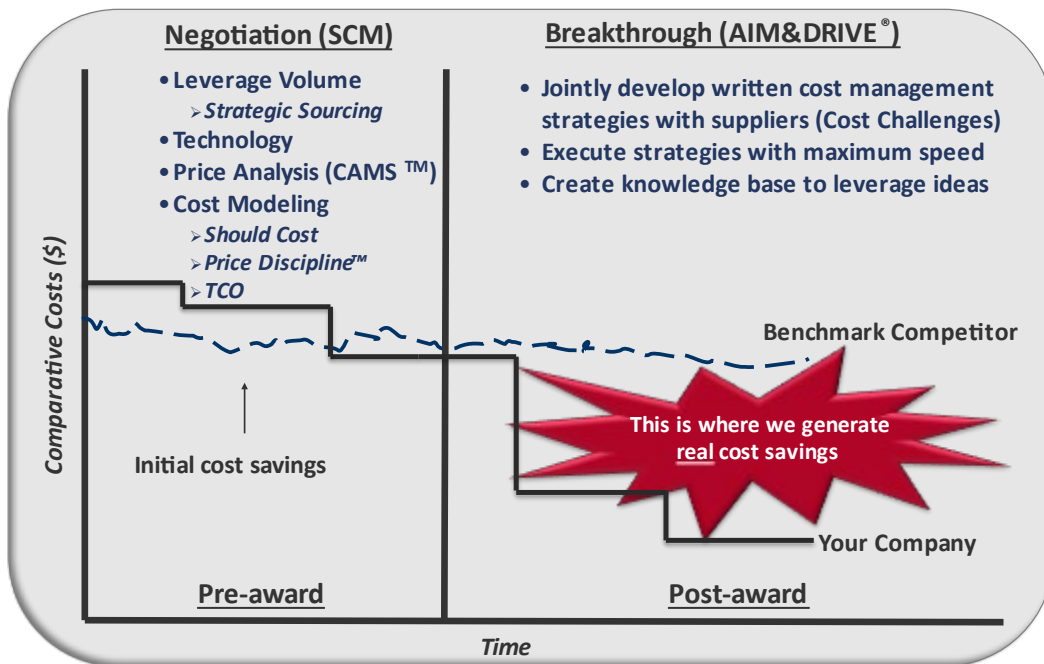 Negotiation (SCM)
• Leverage Volume
➢Strategic Sourcing
• Technology
• Price Analysis (CAMS ™)
• Cost Modeling
➢Should Cost
➢Price Discipline™
➢TCO
Breakthrough (AIM&DRIVE®)
• Jointly develop written cost management
strategies with suppliers (Cost Challenges)
• Execute strategies with maximum speed
• Create knowledge base to leverage ideas
Comparative Costs ($)
Benchmark Competitor
This is where we generate
real cost savings
Initial cost savings
Your Company
Pre-award
Post-award
Time